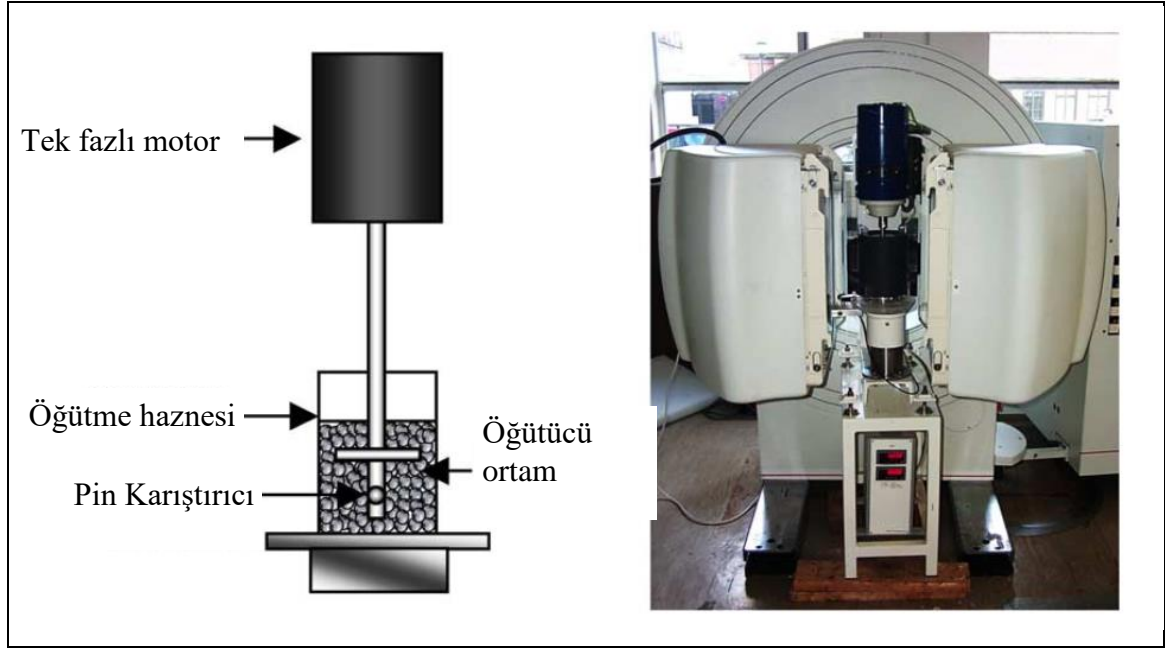 Tek fazlı motor
Öğütme haznesi
Öğütücü
ortam
Pin Karıştırıcı